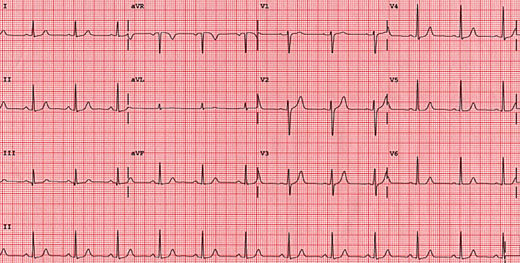 I aVR V1 V4
II aVL V2 V5
III aVF V3 V6
II